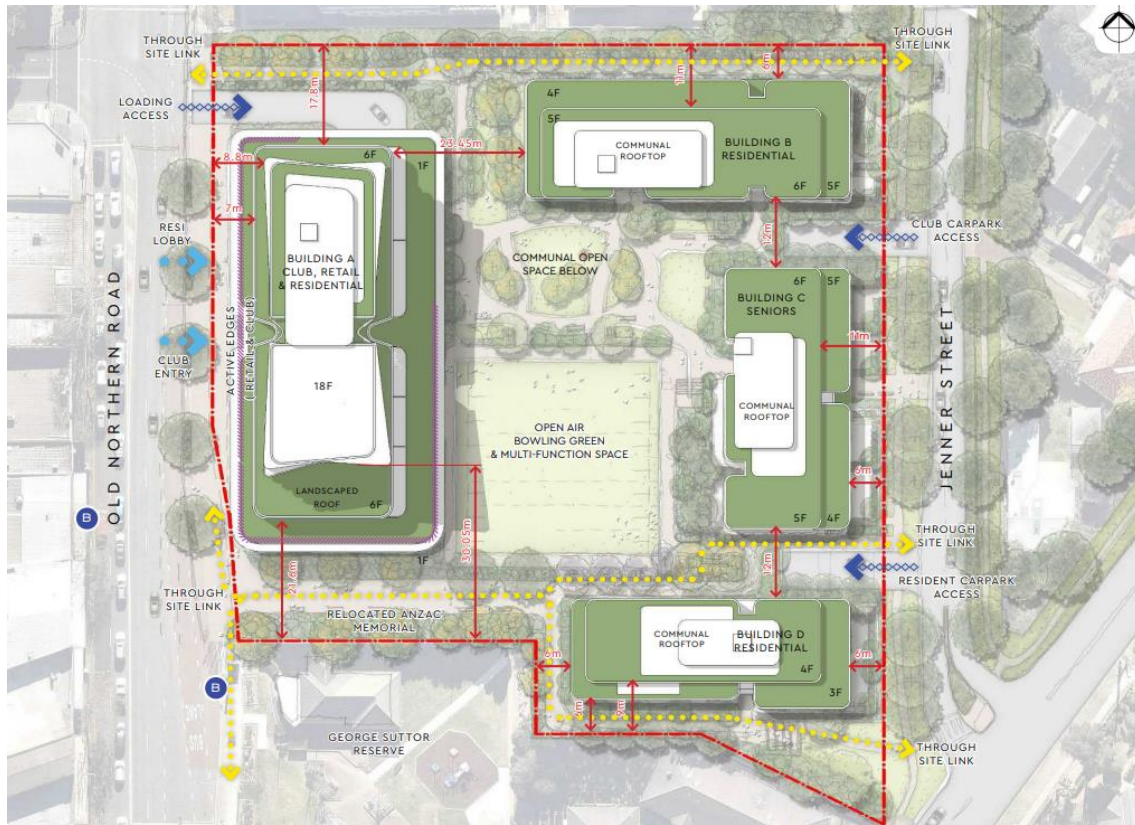 THROUGH
SITE LINK
THROUGH
SITE LINK
LOADING
ACCESS
17.8m
11m
6m
4F
5F
COMMUNAL
ROOFTOP
BUILDING B
RESIDENTIAL
6F
5F
23.45m
8.8m
7m
6F
1F
RESI
LOBBY
CLUB
ENTRY
OLD NORTHERN ROAD
ACTIVE EDGES
(RETAIL & CLUB)
BUILDING A
CLUB, RETAIL
& RESIDENTIAL
18F
LANDSCAPED
ROOF
6F
1F
COMMUNAL OPEN
SPACE BELOW
12m
CLUB CARPARK
ACCESS
6F
5F
BUILDING C
SENIORS
11m
COMMUNAL
ROOFTOP
6m
5F
4F
JENNER STREET
OPEN AIR
BOWLING GREEN
& MULTI-FUNCTION SPACE
30.05m
B
THROUGH
SITE LINK
THROUGH
SITE LINK
12m
RESIDENT CARPARK
ACCESS
RELOCATED ANZAC
MEMORIAL
COMMUNAL
ROOFTOP
BUILDING D
RESIDENTIAL
6m
6m
4F
3F
B
GEORGE SUTTOR
RESERVE
THROUGH
SITE LINK